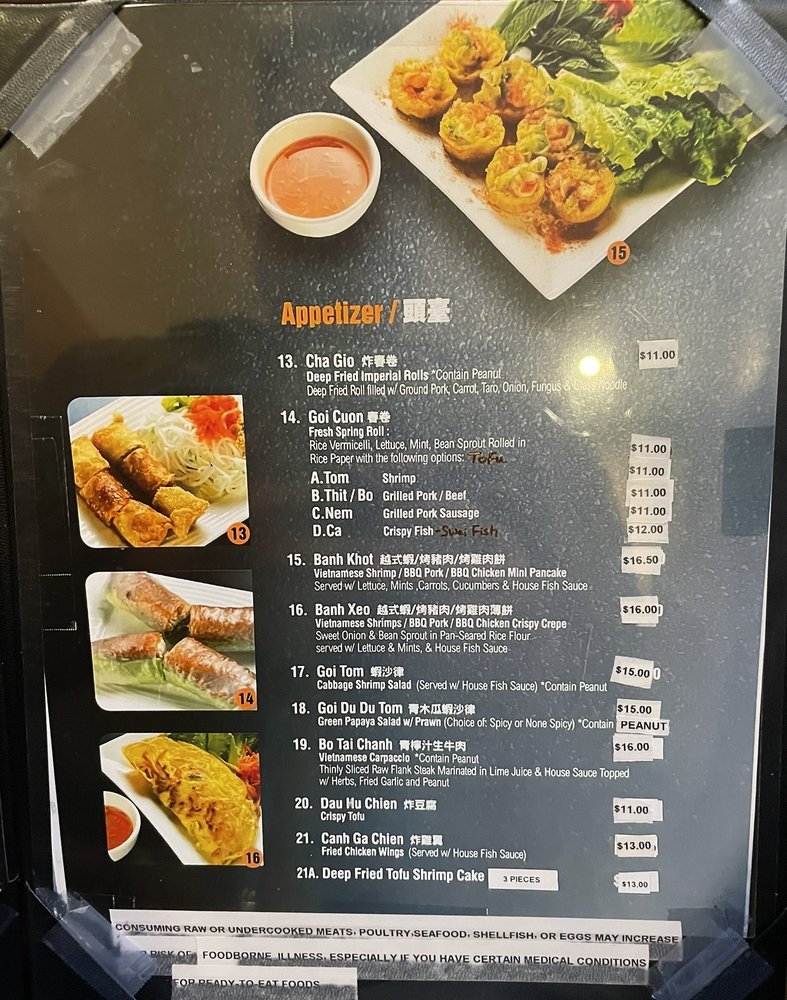 15
Appetizer / 頭臺
13. Cha Gio 炸春卷 $11.00
Deep Fried Imperial Rolls *Contain Peanut
Deep Fried Roll filled w/ Ground Pork, Carrot, Taro, Onion, Fungus & Glass Noodle
14. Goi Cuon 春卷
Fresh Spring Roll :
Rice Vermicelli, Lettuce, Mint, Bean Sprout Rolled in
Rice Paper with the following options: Tofu $11.00
A.Tom Shrimp $11.00
B.Thit / Bo Grilled Pork / Beef $11.00
C.Nem Grilled Pork Sausage $11.00
D.Ca Crispy Fish - Swai Fish $12.00
13
15. Banh Khot 越式蝦/烤豬肉/烤雞肉餅 $16.50
Vietnamese Shrimp / BBQ Pork / BBQ Chicken Mini Pancake
Served w/ Lettuce, Mints ,Carrots, Cucumbers & House Fish Sauce
16. Banh Xeo 越式蝦/烤豬肉/烤雞肉薄餅 $16.00
Vietnamese Shrimps / BBQ Pork / BBQ Chicken Crispy Crepe
Sweet Onion & Bean Sprout in Pan-Seared Rice Flour
served w/ Lettuce & Mints, & House Fish Sauce
17. Goi Tom 蝦沙律 $15.00
Cabbage Shrimp Salad (Served w/ House Fish Sauce) *Contain Peanut
14
18. Goi Du Du Tom 青木瓜蝦沙律 $15.00
Green Papaya Salad w/ Prawn (Choice of: Spicy or None Spicy) *Contain PEANUT
19. Bo Tai Chanh 青檸汁生牛肉 $16.00
Vietnamese Carpaccio *Contain Peanut
Thinly Sliced Raw Flank Steak Marinated in Lime Juice & House Sauce Topped
w/ Herbs, Fried Garlic and Peanut
20. Dau Hu Chien 炸豆腐 $11.00
Crispy Tofu
21. Canh Ga Chien 炸雞翼 $13.00
Fried Chicken Wings (Served w/ House Fish Sauce)
16
21A. Deep Fried Tofu Shrimp Cake 3 PIECES $13.00
CONSUMING RAW OR UNDERCOOKED MEATS, POULTRY,SEAFOOD, SHELLFISH, OR EGGS MAY INCREASE
RISK OF FOODBORNE ILLNESS, ESPECIALLY IF YOU HAVE CERTAIN MEDICAL CONDITIONS
FOR READY-TO-EAT FOODS